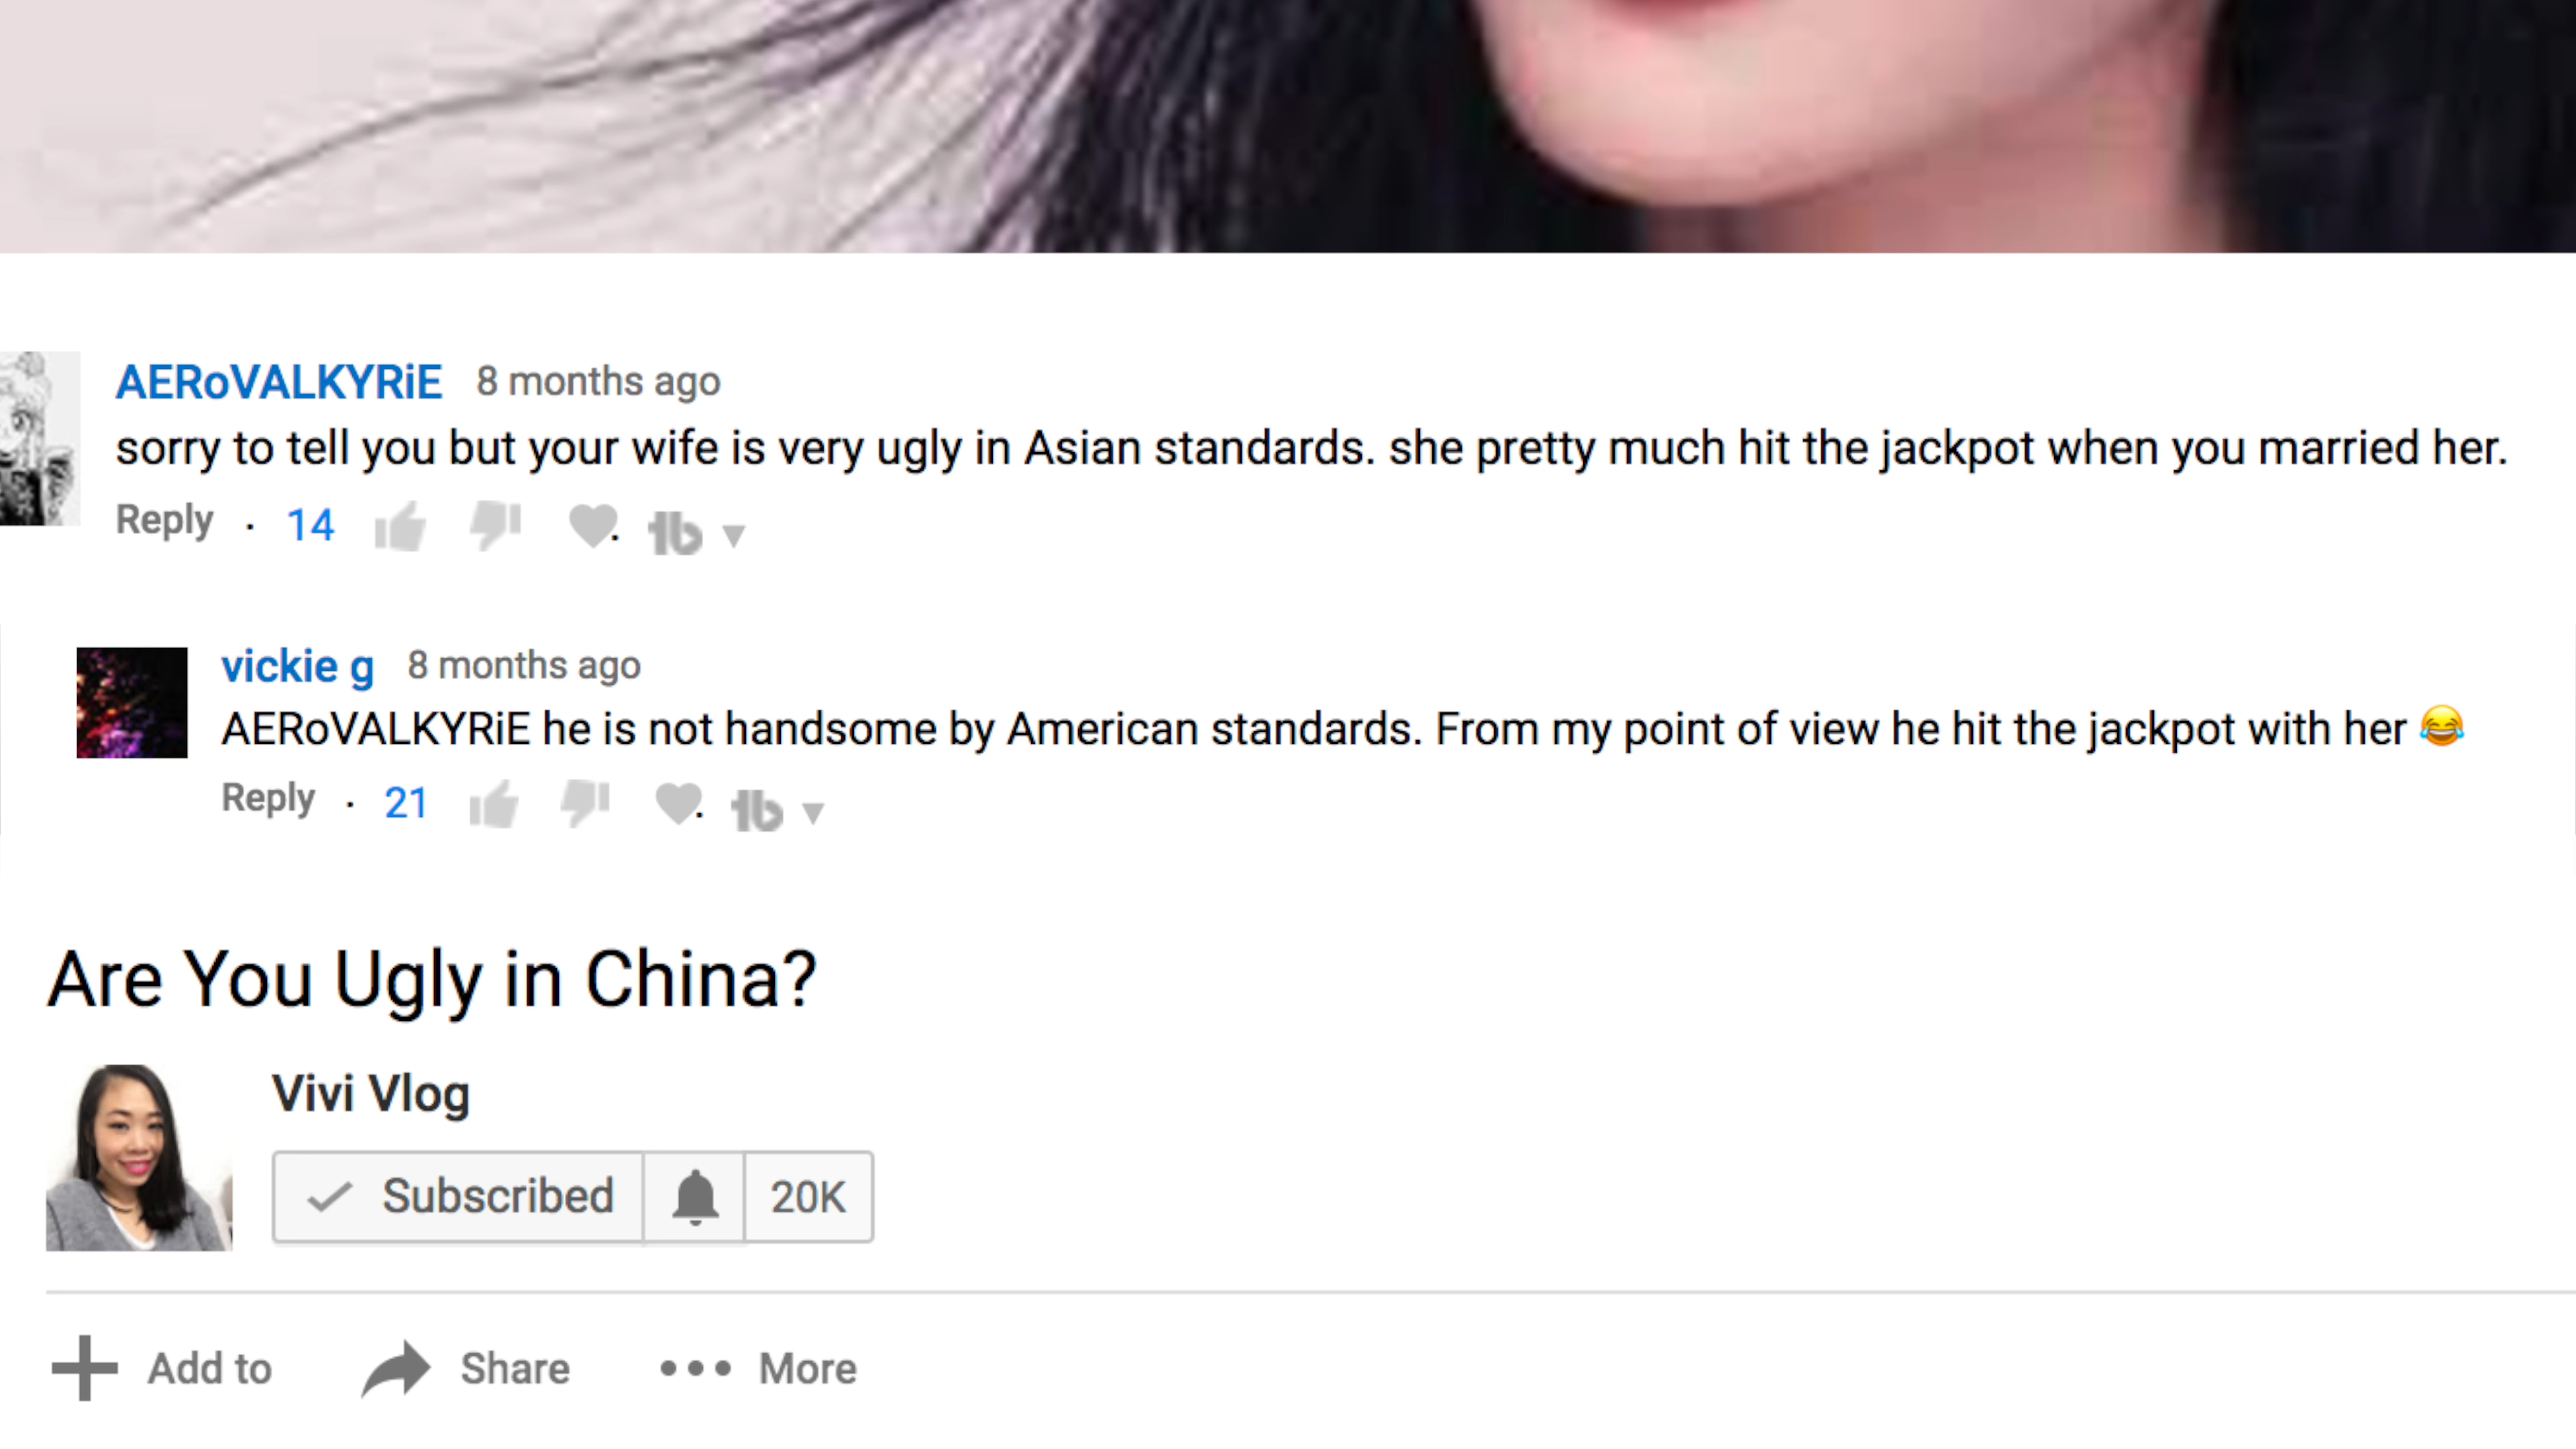 AERoVALKYRiE 8 months ago
sorry to tell you but your wife is very ugly in Asian standards. she pretty much hit the jackpot when you married her.
Reply · 14
vickie g 8 months ago
AERoVALKYRiE he is not handsome by American standards. From my point of view he hit the jackpot with her 😂
Reply · 21
Are You Ugly in China?
Vivi Vlog
Subscribed 20K
Add to Share More